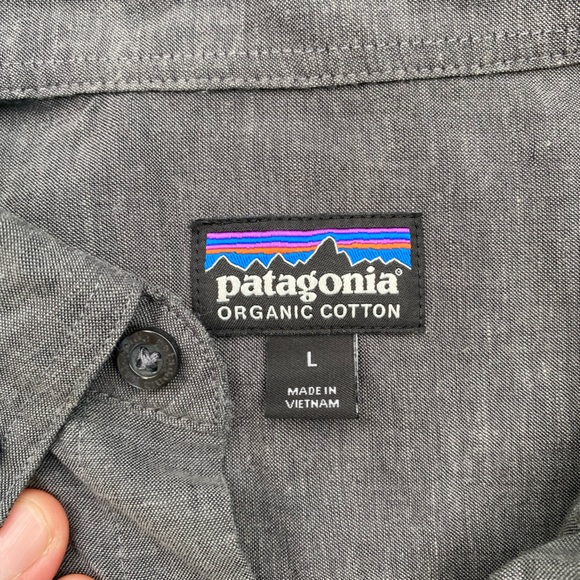 patagonia®
ORGANIC COTTON
L
MADE IN
VIETNAM